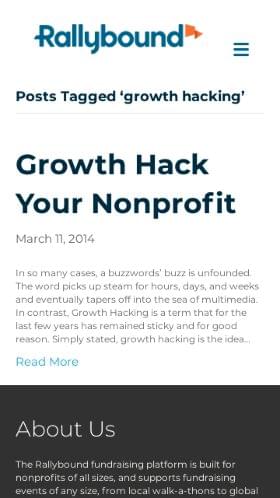 Rallybound
Posts Tagged ‘growth hacking’
Growth Hack
Your Nonprofit
March 11, 2014
In so many cases, a buzzwords’ buzz is unfounded.
The word picks up steam for hours, days, and weeks
and eventually tapers off into the sea of multimedia.
In contrast, Growth Hacking is a term that for the
last few years has remained sticky and for good
reason. Simply stated, growth hacking is the idea…
Read More
About Us
The Rallybound fundraising platform is built for
nonprofits of all sizes, and supports fundraising
events of any size, from local walk-a-thons to global